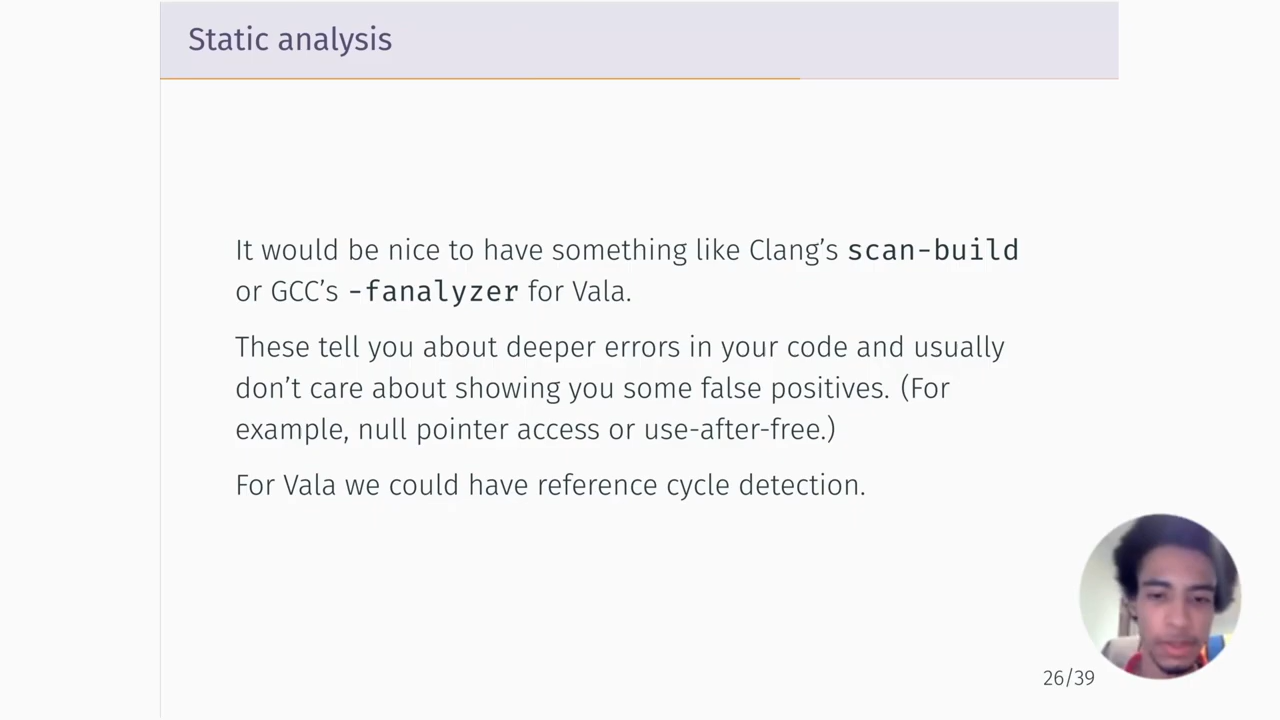 Static analysis
It would be nice to have something like Clang’s scan-build
or GCC’s -fanalyzer for Vala.
These tell you about deeper errors in your code and usually
don’t care about showing you some false positives. (For
example, null pointer access or use-after-free.)
For Vala we could have reference cycle detection.
26/39